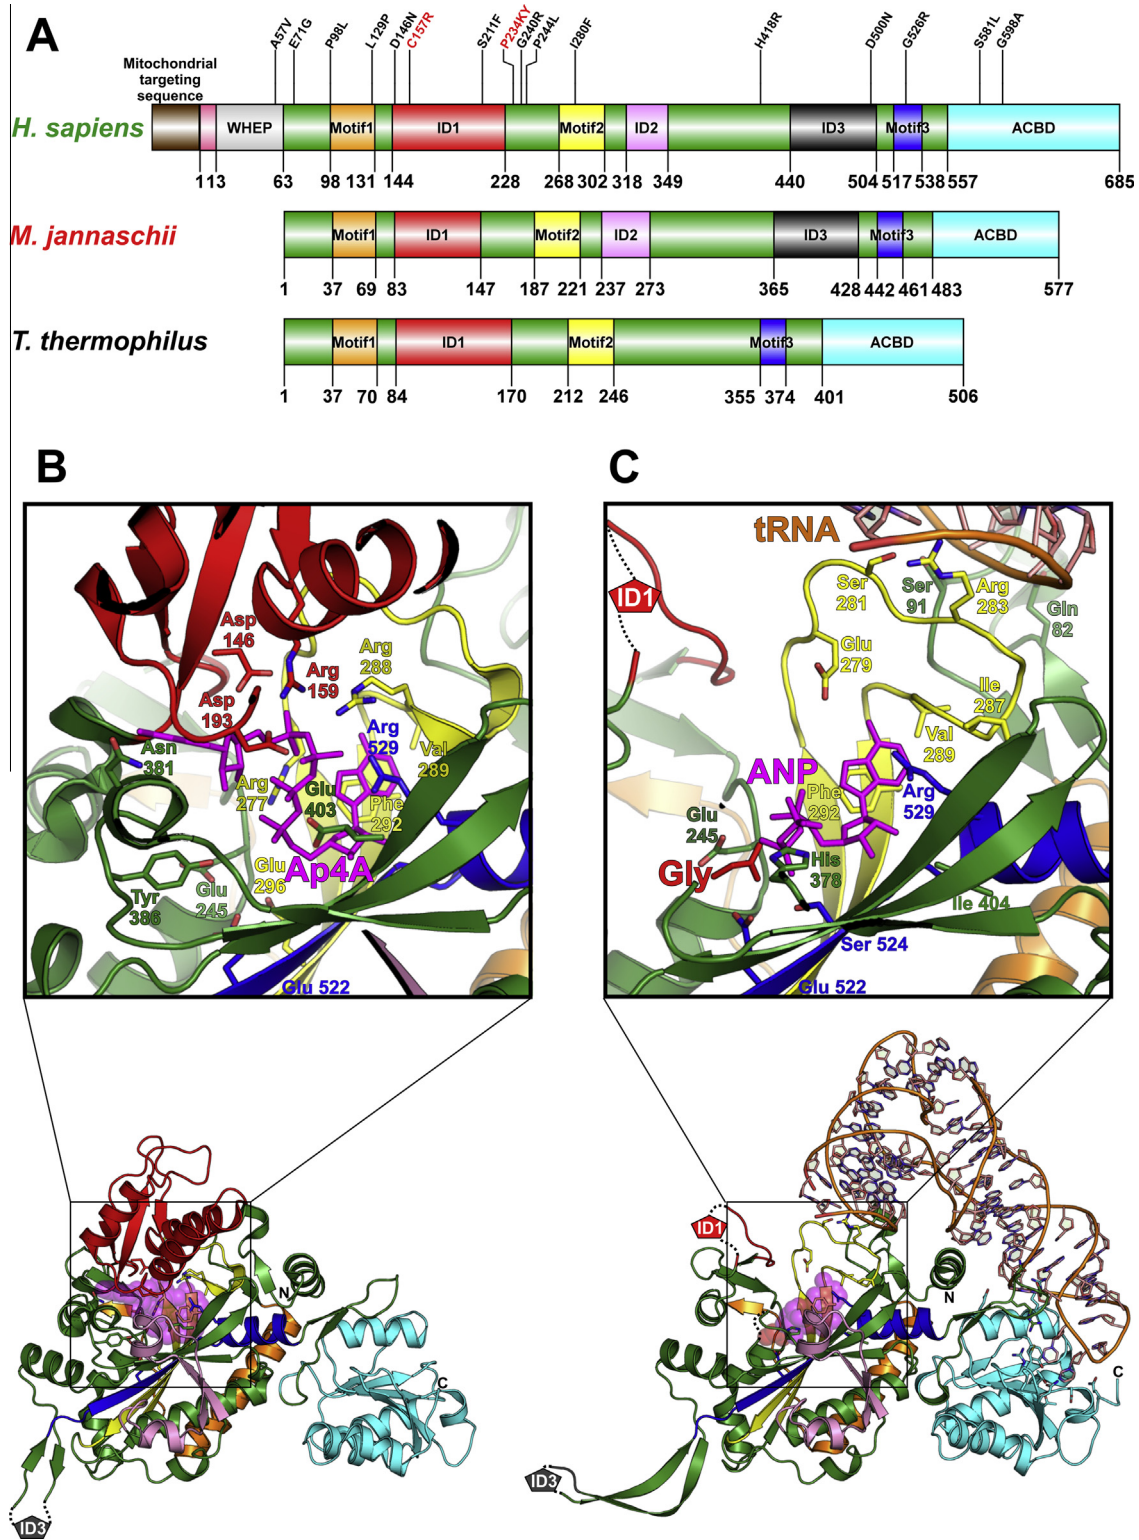 A
A57V
E71G
P98L
L129P
D146N
C157R
S211F
P234KY
G240R
P244L
I280F
H418R
D500N
G526R
S581L
G598A
Mitochondrial
targeting
sequence
H. sapiens
WHEP
Motif1
ID1
Motif2
ID2
ID3
Motif3
ACBD
1 13 63 98 131 144 228 268 302 318 349 440 504 517 538 557 685
M. jannaschii
Motif1
ID1
Motif2
ID2
ID3
Motif3
ACBD
1 37 69 83 147 187 221 237 273 365 428 442 461 483 577
T. thermophilus
Motif1
ID1
Motif2
Motif3
ACBD
1 37 70 84 170 212 246 355 374 401 506
B
Asp
146
Arg
159
Arg
288
Asp
193
Arg
529
Asn
381
Val
289
Arg
277
Glu
403
Phe
292
Ap4A
Glu
296
Tyr
386
Glu
245
Glu 522
N
C
ID3
C
tRNA
ID1
Ser
281
Ser
91
Arg
283
Gln
82
Glu
279
Ile
287
Val
289
ANP
Phe
292
Arg
529
Glu
245
Gly
His
378
Ile 404
Ser 524
Glu 522
ID1
N
C
ID3